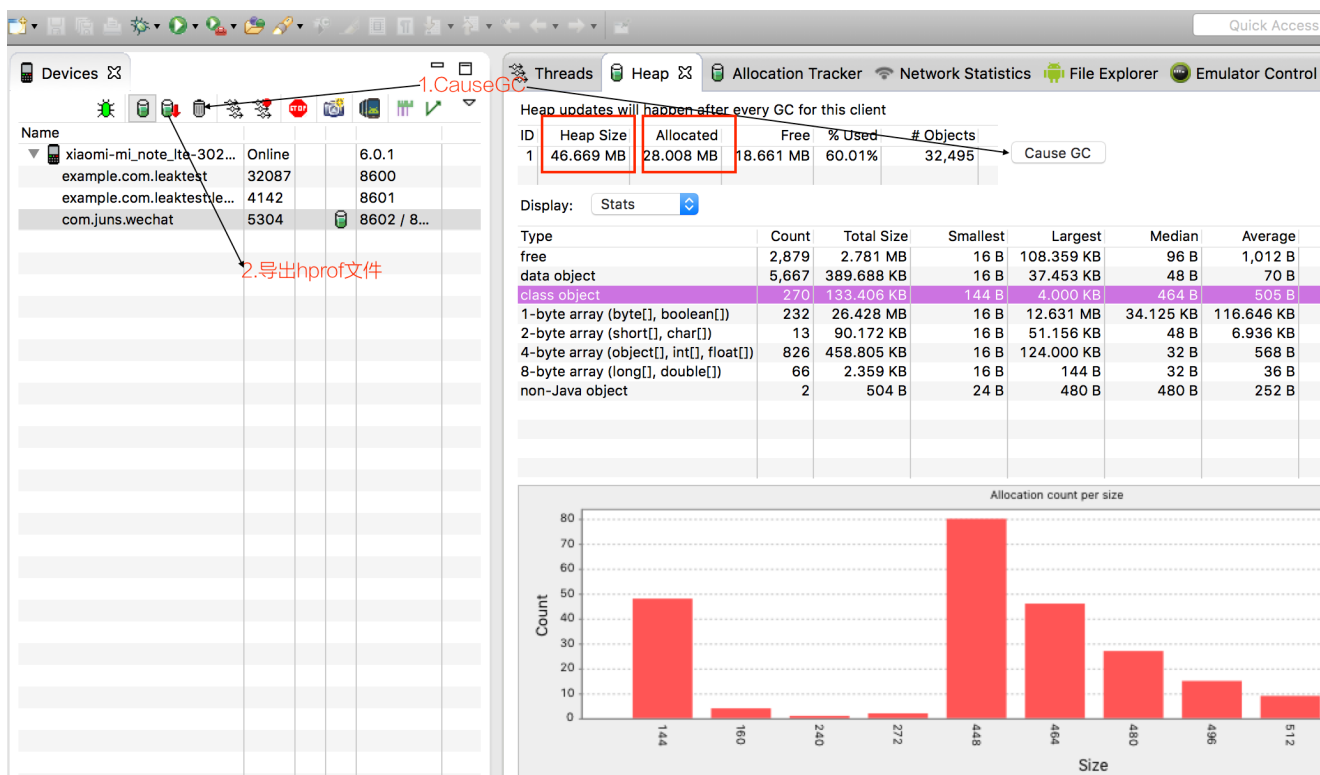 Quick Access
Devices
1.CauseGC
Threads Heap Allocation Tracker Network Statistics File Explorer Emulator Control
STOP
Heap updates will happen after every GC for this client
Name
xiaomi-mi_note_lte-302... Online 6.0.1
example.com.leaktest 32087 8600
example.com.leaktest:le... 4142 8601
com.juns.wechat 5304 8602 / 8...
2.导出hprof文件
ID Heap Size Allocated Free % Used # Objects
1 46.669 MB 28.008 MB 18.661 MB 60.01% 32,495
Cause GC
Display: Stats
Type Count Total Size Smallest Largest Median Average
free 2,879 2.781 MB 16 B 108.359 KB 96 B 1,012 B
data object 5,667 389.688 KB 16 B 37.453 KB 48 B 70 B
class object 270 133.406 KB 144 B 4.000 KB 464 B 505 B
1-byte array (byte[], boolean[]) 232 26.428 MB 16 B 12.631 MB 34.125 KB 116.646 KB
2-byte array (short[], char[]) 13 90.172 KB 16 B 51.156 KB 48 B 6.936 KB
4-byte array (object[], int[], float[]) 826 458.805 KB 16 B 124.000 KB 32 B 568 B
8-byte array (long[], double[]) 66 2.359 KB 16 B 144 B 32 B 36 B
non-Java object 2 504 B 24 B 480 B 480 B 252 B
Allocation count per size
80
70
60
50
40
30
20
10
0
Count
144 160 240 272 448 464 480 496 512
Size